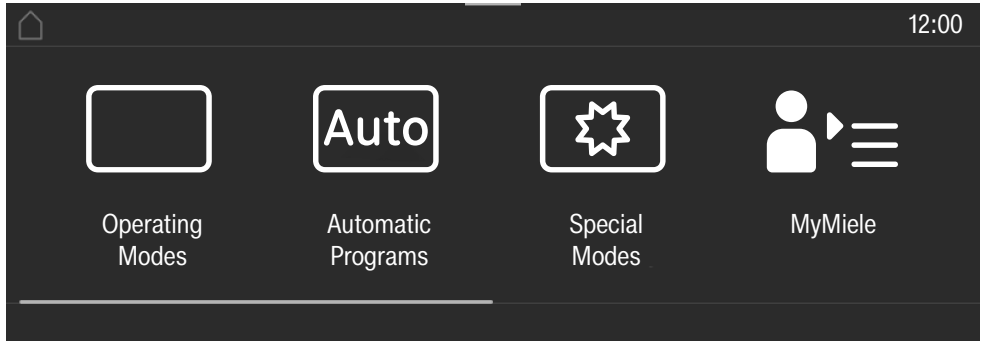 12:00
Auto
Operating
Modes
Automatic
Programs
Special
Modes
MyMiele